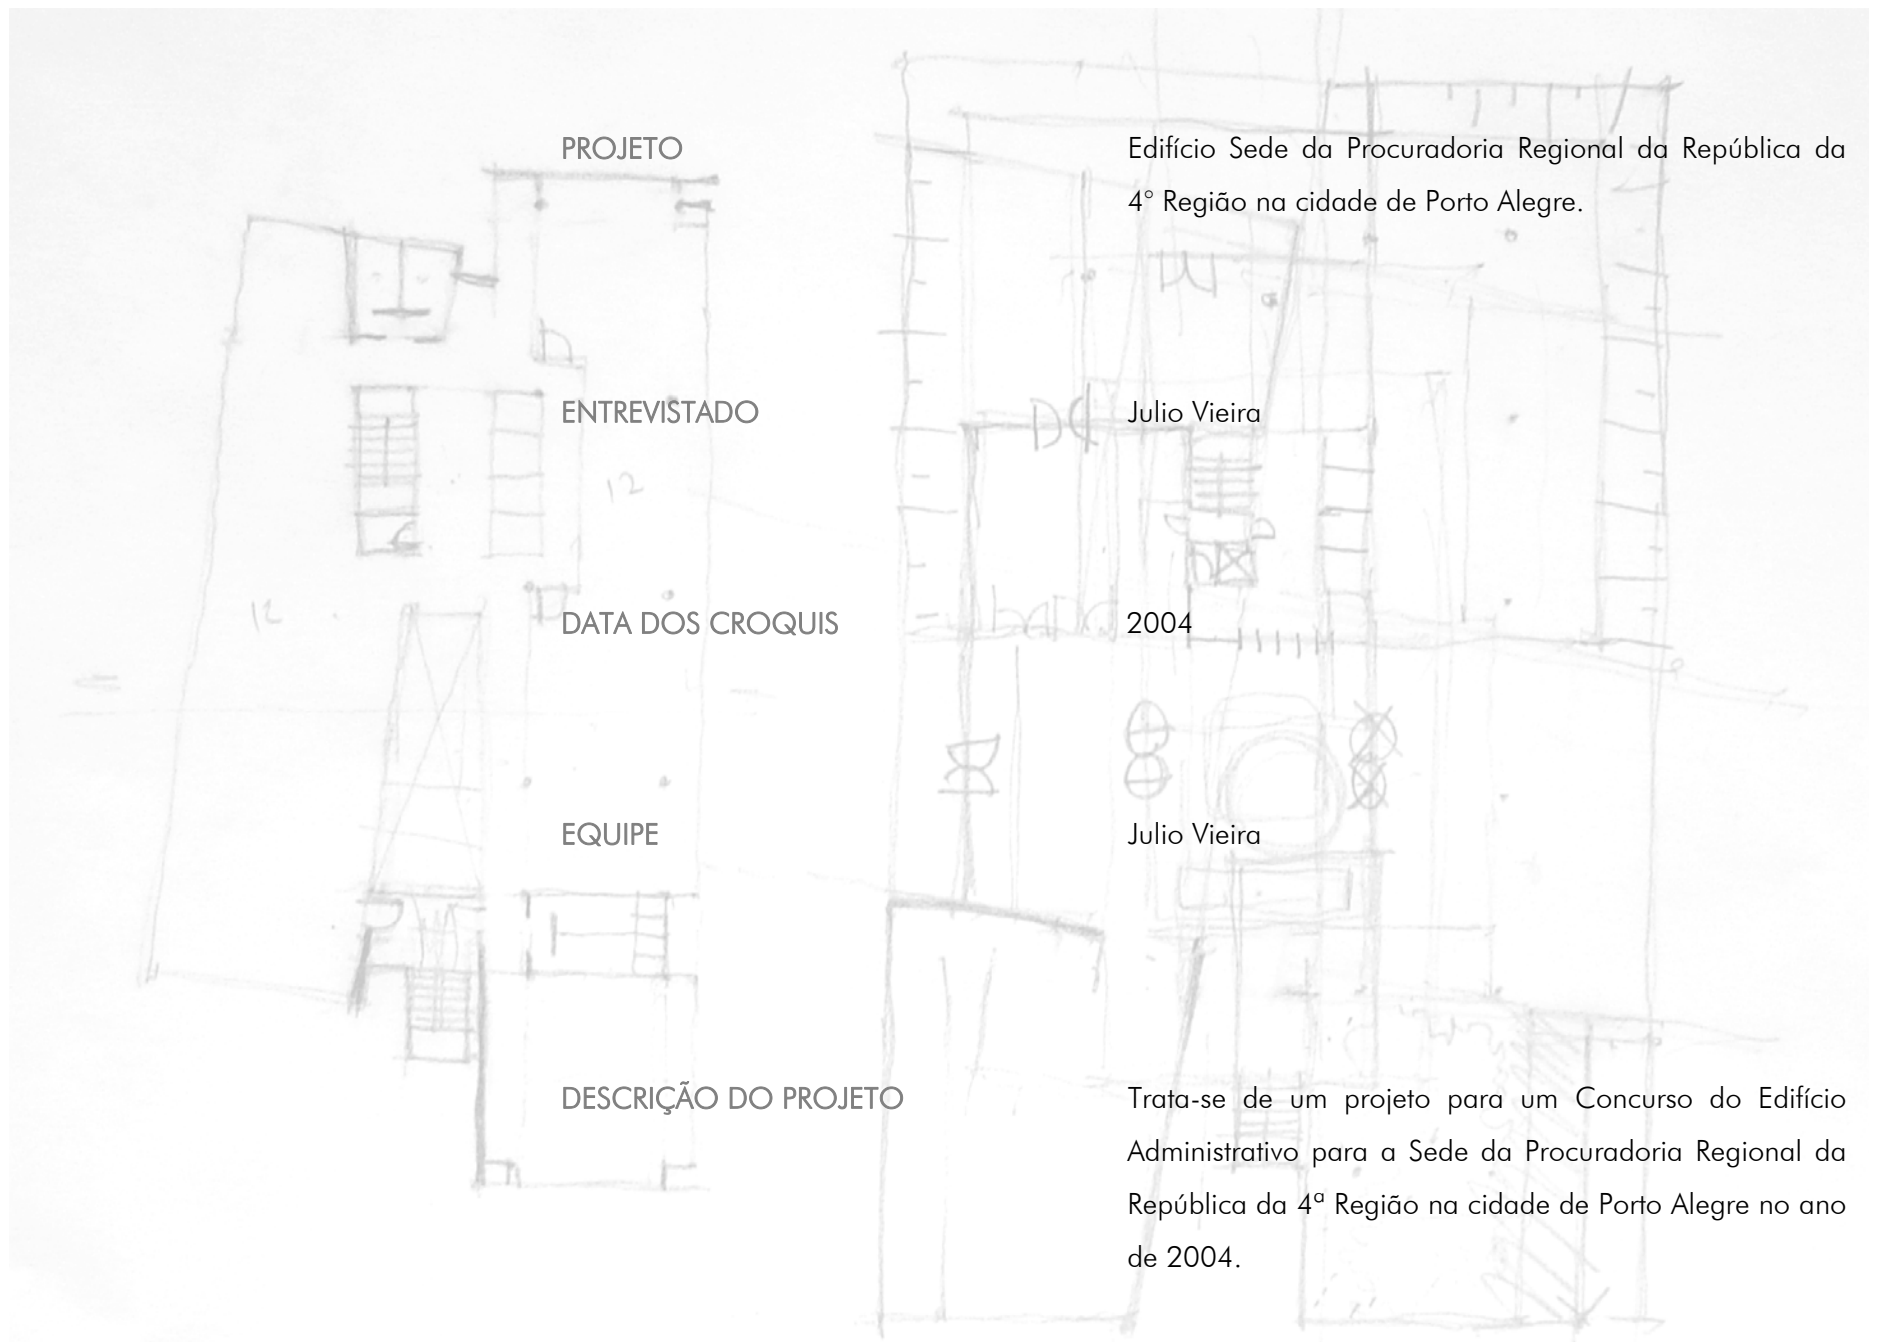 PROJETO
Edifício Sede da Procuradoria Regional da República da
4° Região na cidade de Porto Alegre.
ENTREVISTADO
Julio Vieira
12
12
DATA DOS CROQUIS
2004
EQUIPE
Julio Vieira
DESCRIÇÃO DO PROJETO
Trata-se de um projeto para um Concurso do Edifício
Administrativo para a Sede da Procuradoria Regional da
República da 4ª Região na cidade de Porto Alegre no ano
de 2004.